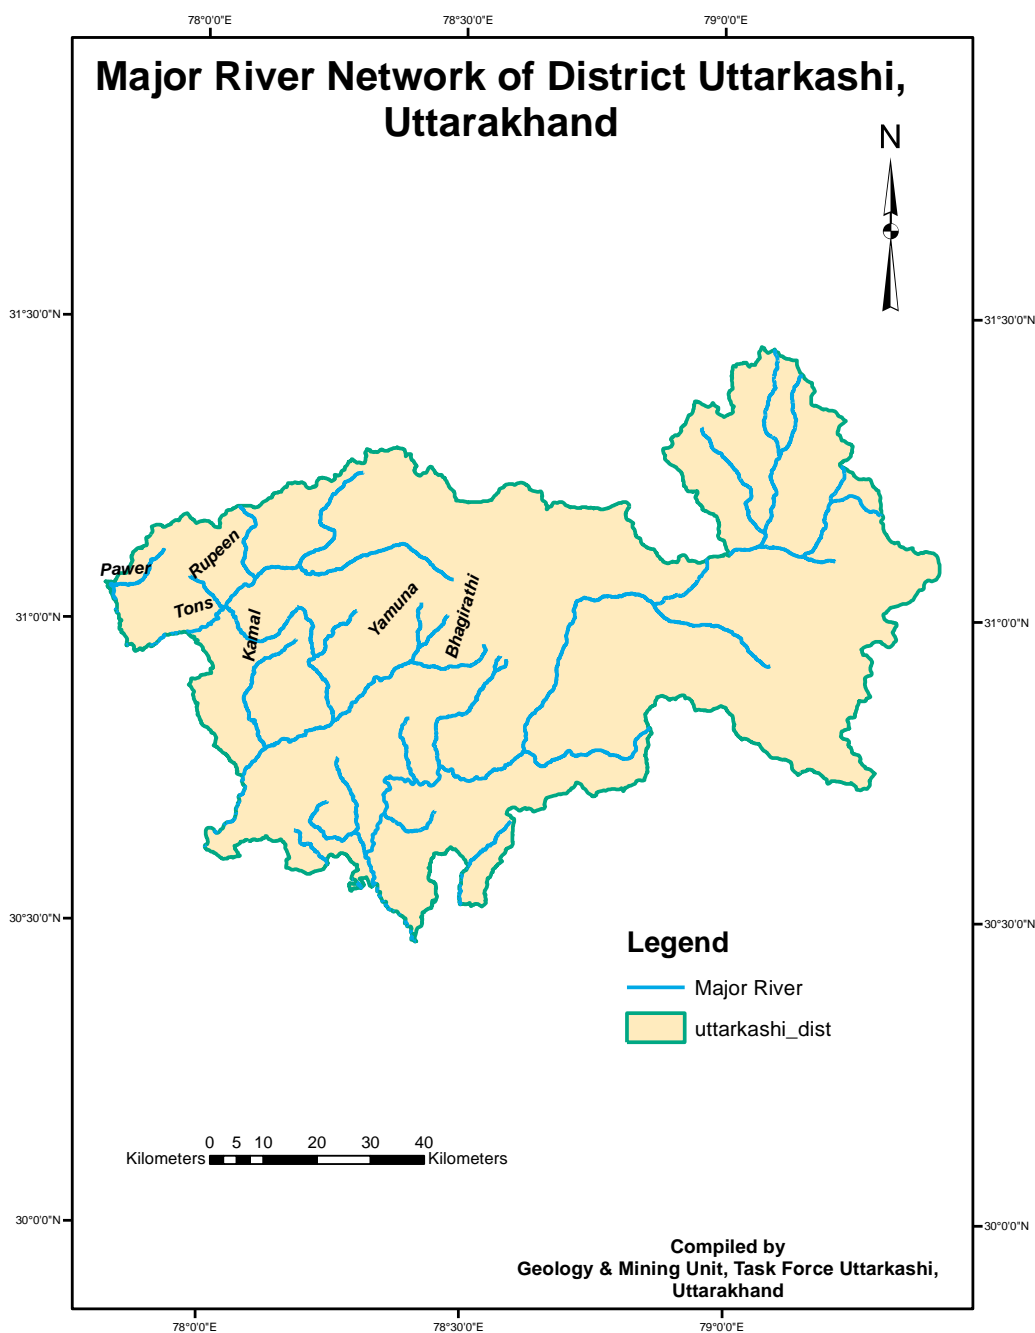 78°0'0"E
78°30'0"E
79°0'0"E
Major River Network of District Uttarkashi,
Uttarakhand
N
31°30'0"N
31°30'0"N
Pawer
Rupeen
Tons
Kamal
Yamuna
Bhagirathi
31°0'0"N
31°0'0"N
30°30'0"N
30°30'0"N
Legend
Major River
uttarkashi_dist
0 5 10 20 30 40
Kilometers Kilometers
30°0'0"N
30°0'0"N
Compiled by
Geology & Mining Unit, Task Force Uttarkashi,
Uttarakhand
78°0'0"E
78°30'0"E
79°0'0"E